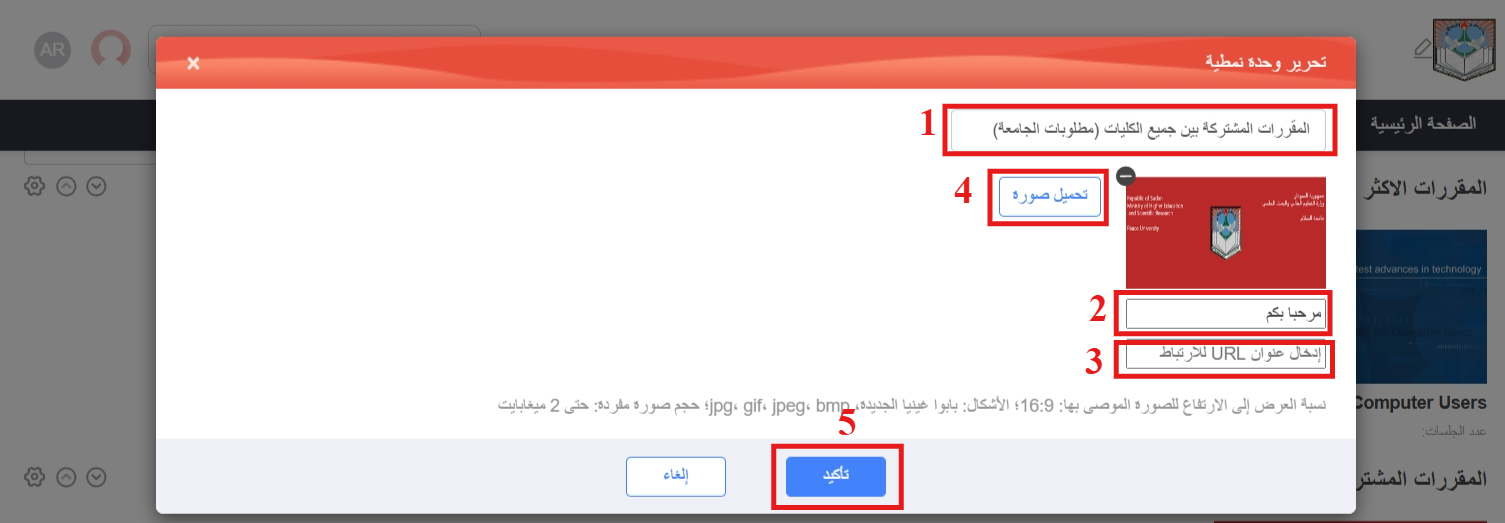 AR
تحرير وحدة نمطية
×
الصفحة الرئيسية
1
المقررات المشتركة بين جميع الكليات (مطلوبات الجامعة)
المقررات الاكثر
4
تحميل صورة
Republic of Sudan
Ministry of Higher Education
and Scientific Research
Peace University
جمهورية السودان
وزارة التعليم العالي والبحث العلمي
جامعة السلام
test advances in technology
2
مرحبا بكم
3
إدخال عنوان URL للارتباط
نسبة العرض إلى الارتفاع للصورة الموصى بها: 16:9؛ الأشكال: بابوا غينيا الجديدة، jpg، gif، jpeg، bmp؛ حجم صورة مفردة: حتى 2 ميغابايت
Computer Users
عدد الجلسات:
5
تأكيد
إلغاء
المقررات المشتر